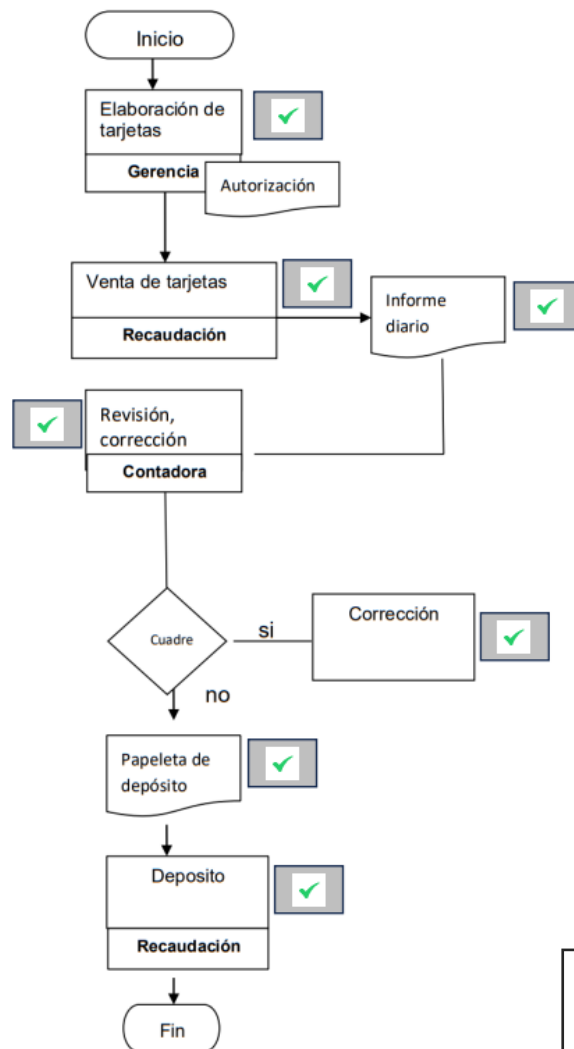 Inicio
Elaboración de
tarjetas
Gerencia
Autorización
Venta de tarjetas
Recaudación
Informe
diario
Revisión,
corrección
Contadora
Cuadre
si
Corrección
no
Papeleta de
depósito
Deposito
Recaudación
Fin